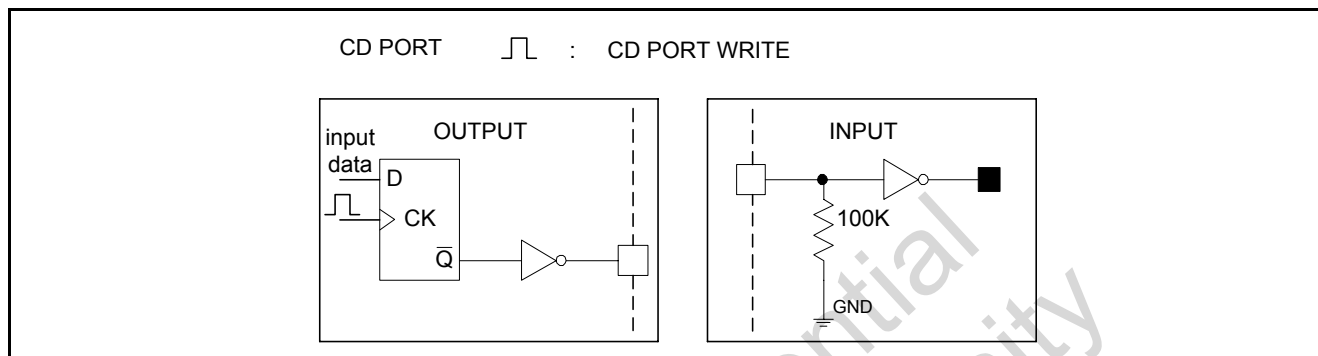 CD PORT : CD PORT WRITE
OUTPUT
input
data
D
CK
Q̅
INPUT
100K
GND